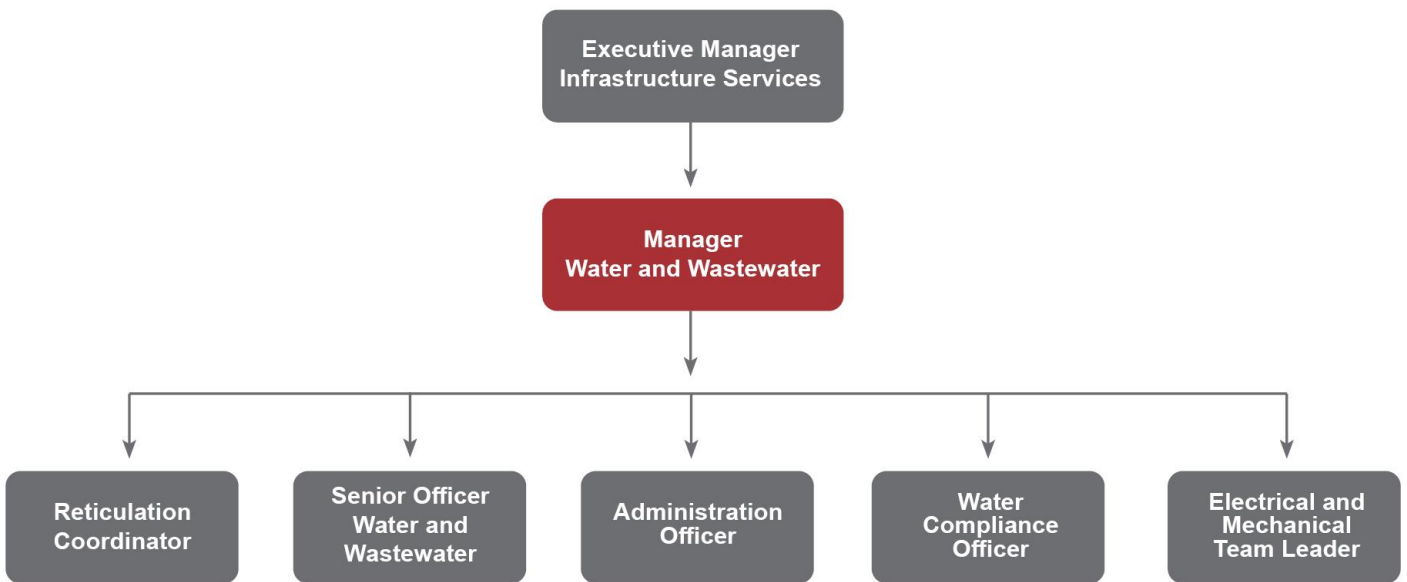 Executive Manager
Infrastructure Services
Manager
Water and Wastewater
Reticulation
Coordinator
Senior Officer
Water and
Wastewater
Administration
Officer
Water
Compliance
Officer
Electrical and
Mechanical
Team Leader